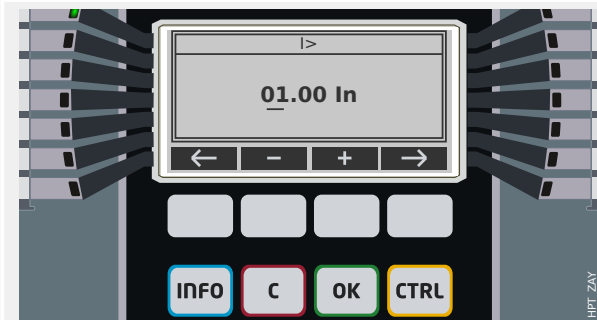 I>
01.00 In
← − + →
INFO C OK CTRL
HPT_ZAY